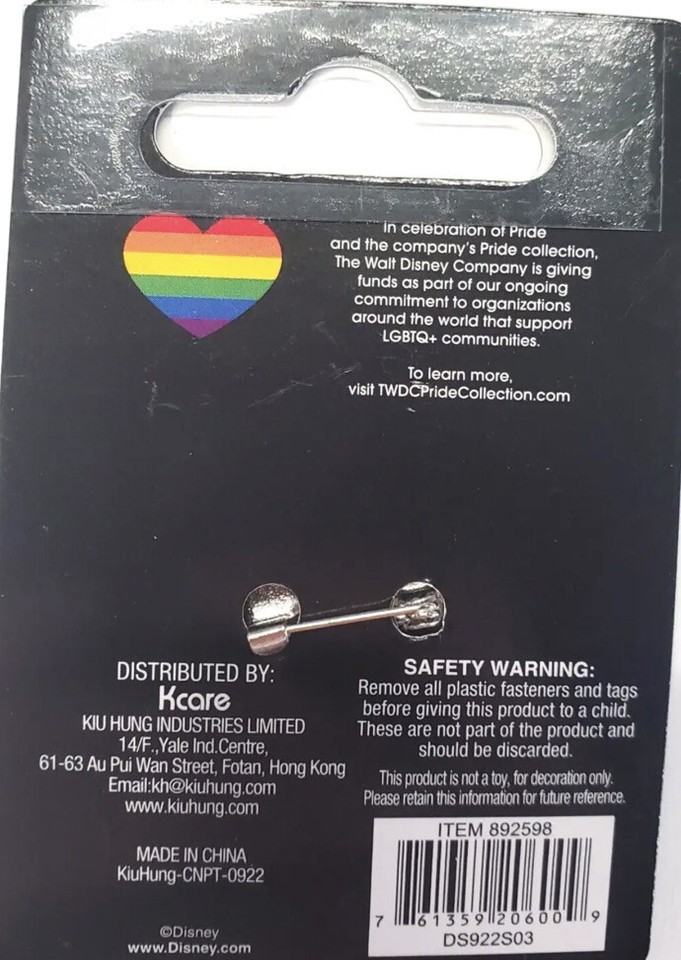 In celebration of Pride
and the company's Pride collection,
The Walt Disney Company is giving
funds as part of our ongoing
commitment to organizations
around the world that support
LGBTQ+ communities.
To learn more,
visit TWDCPrideCollection.com
DISTRIBUTED BY:
Kcare
KIU HUNG INDUSTRIES LIMITED
14/F.,Yale Ind.Centre,
61-63 Au Pui Wan Street, Fotan, Hong Kong
Email:kh@kiuhung.com
www.kiuhung.com
MADE IN CHINA
KiuHung-CNPT-0922
©Disney
www.Disney.com
SAFETY WARNING:
Remove all plastic fasteners and tags
before giving this product to a child.
These are not part of the product and
should be discarded.
This product is not a toy, for decoration only.
Please retain this information for future reference.
ITEM 892598
7 61359 20600 9
DS922S03